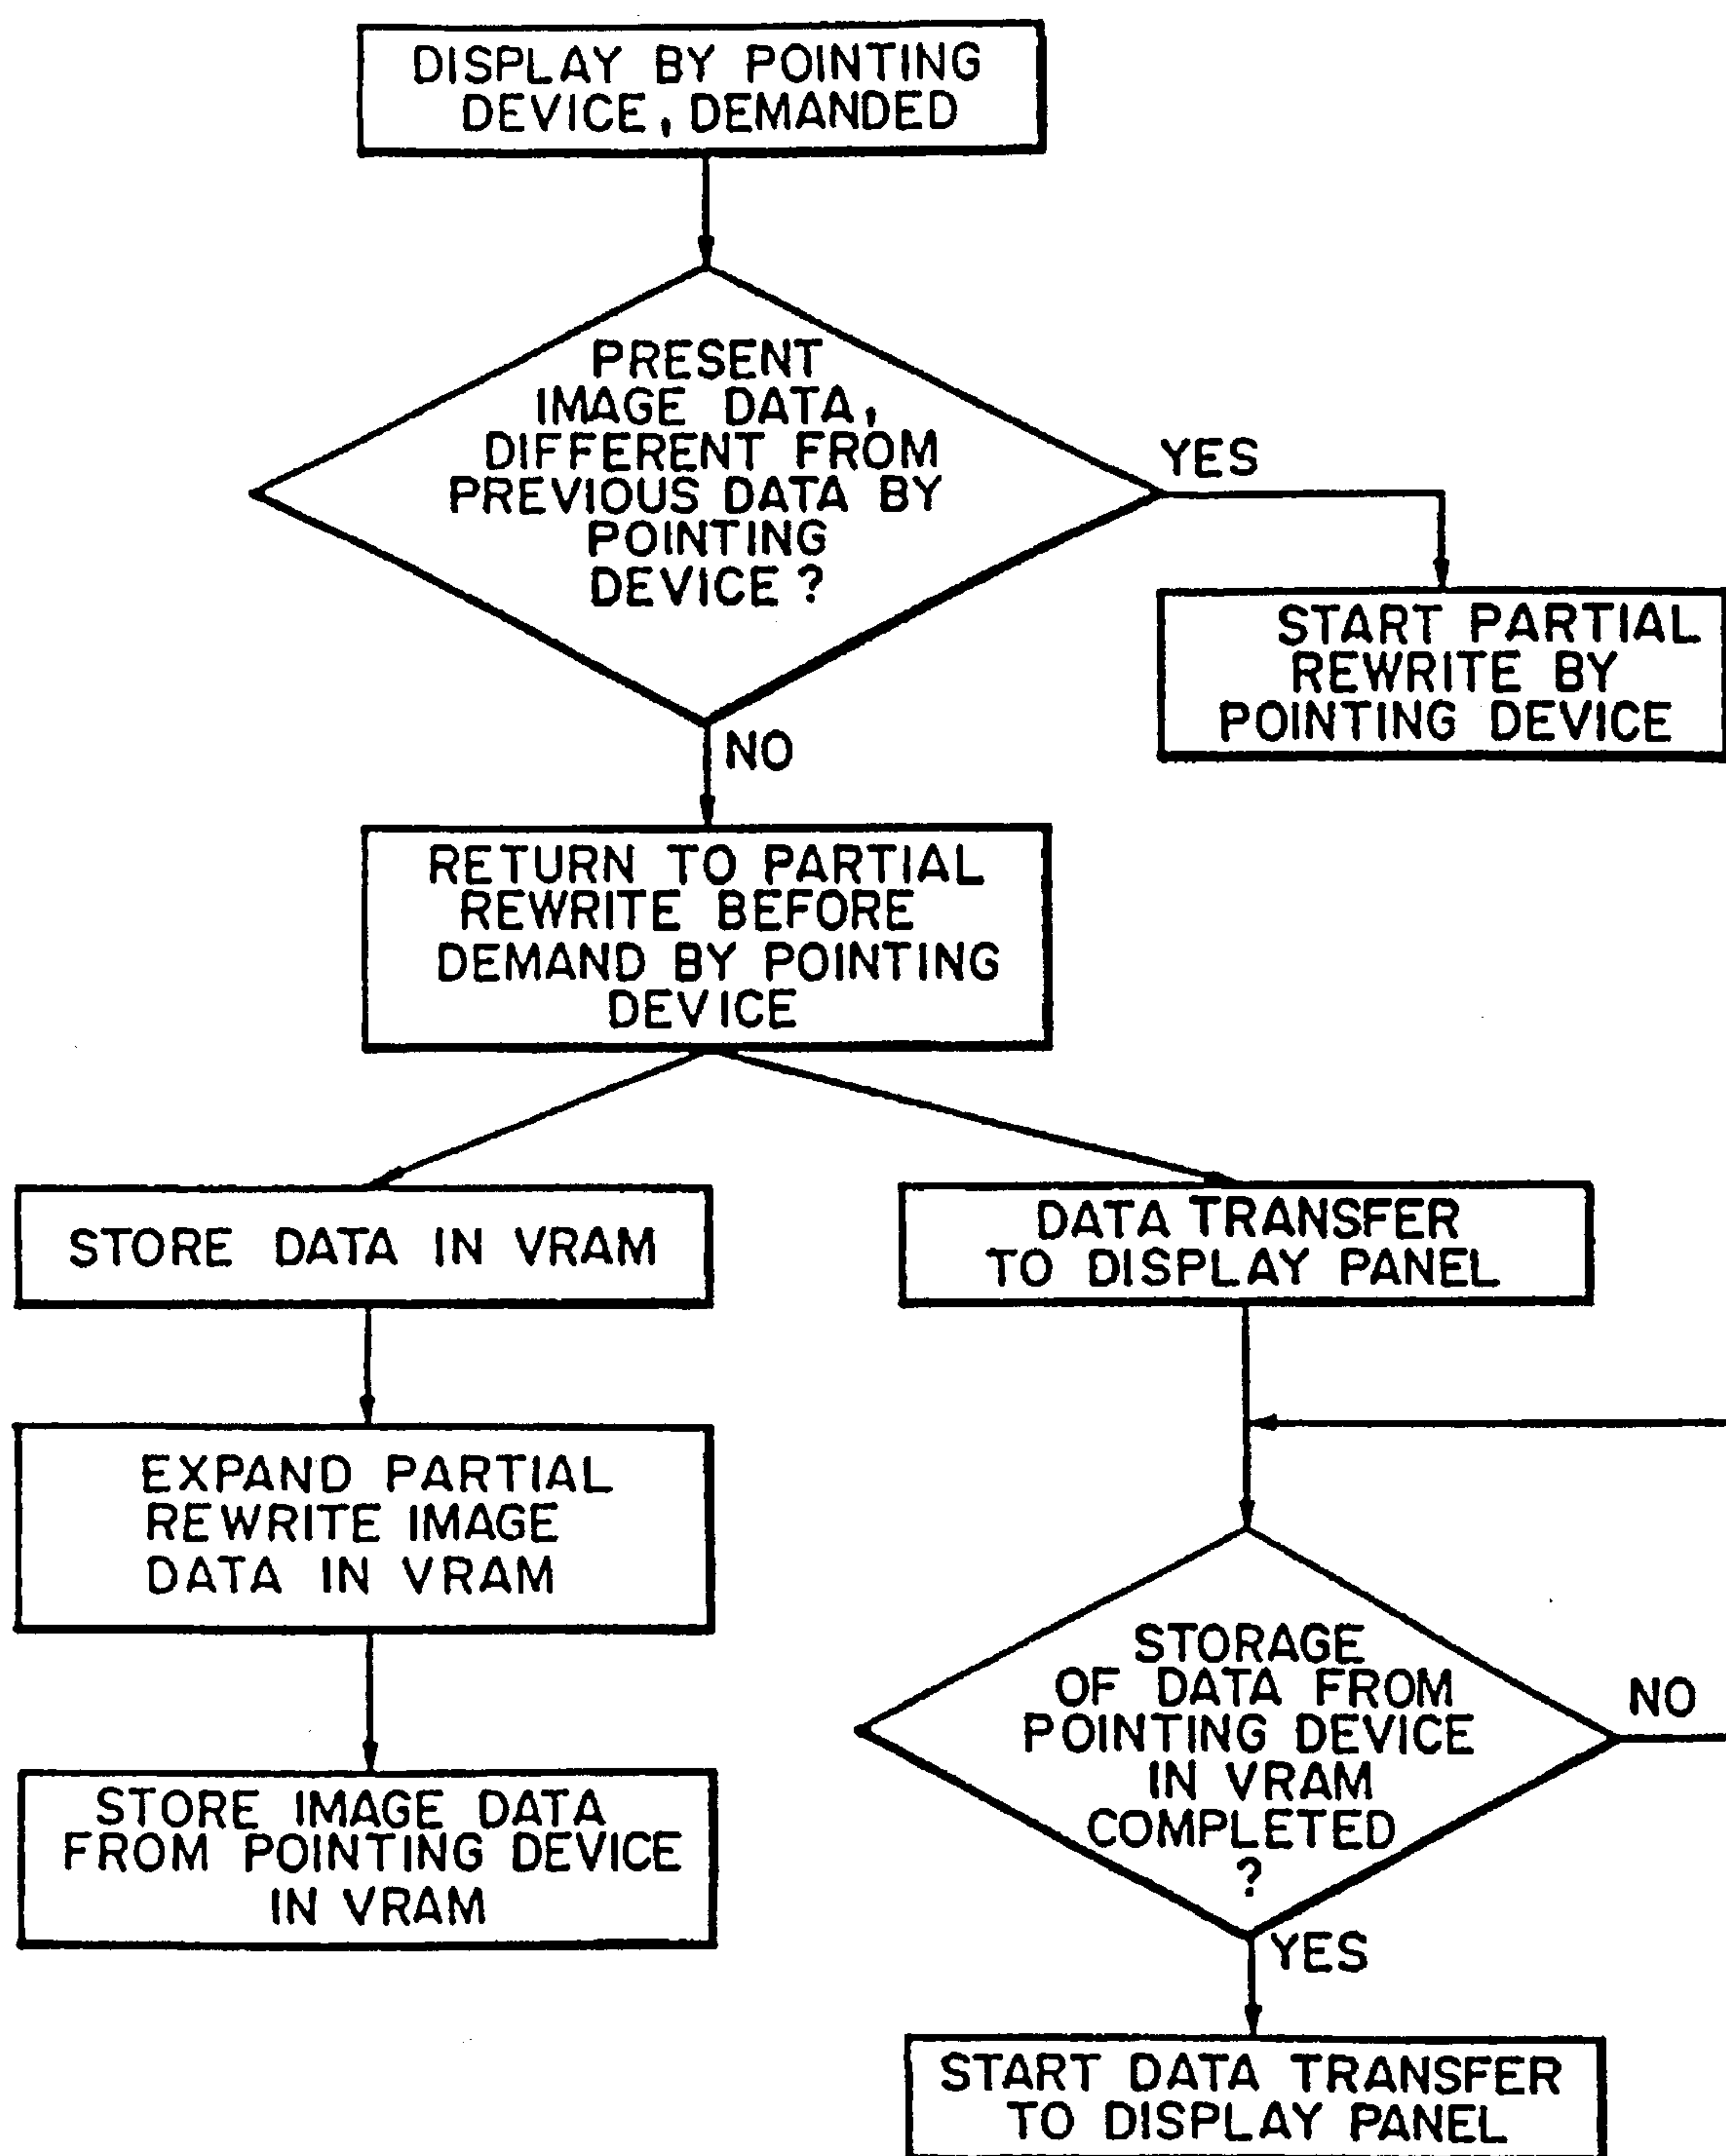 DISPLAY BY POINTING
DEVICE, DEMANDED
PRESENT
IMAGE DATA,
DIFFERENT FROM
PREVIOUS DATA BY
POINTING
DEVICE ?
YES
START PARTIAL
REWRITE BY
POINTING DEVICE
NO
RETURN TO PARTIAL
REWRITE BEFORE
DEMAND BY POINTING
DEVICE
STORE DATA IN VRAM
DATA TRANSFER
TO DISPLAY PANEL
EXPAND PARTIAL
REWRITE IMAGE
DATA IN VRAM
STORAGE
OF DATA FROM
POINTING DEVICE
IN VRAM
COMPLETED
?
NO
STORE IMAGE DATA
FROM POINTING DEVICE
IN VRAM
YES
START DATA TRANSFER
TO DISPLAY PANEL